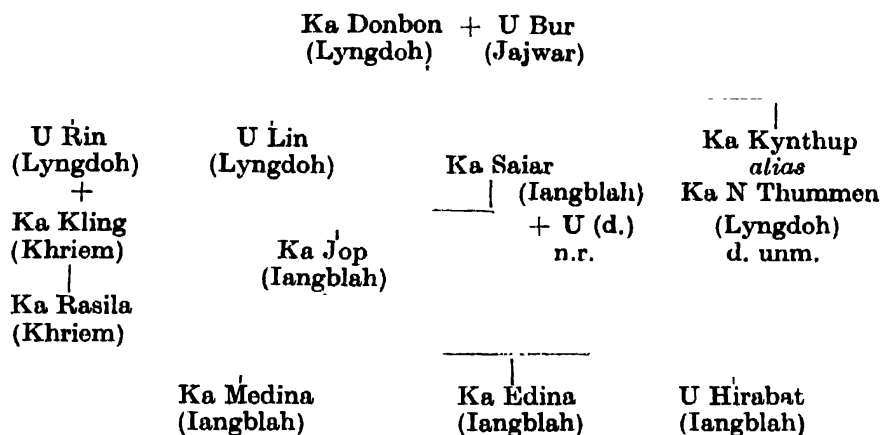 Ka Donbon + U Bur
(Lyngdoh) (Jajwar)
U Rin
(Lyngdoh)
+
Ka Kling
(Khriem)
Ka Rasila
(Khriem)
U Lin
(Lyngdoh)
Ka Saiar
(Iangblah)
+ U (d.)
n.r.
Ka Kynthup
alias
Ka N Thummen
(Lyngdoh)
d. unm.
Ka Jop
(Iangblah)
Ka Medina
(Iangblah)
Ka Edina
(Iangblah)
U Hirabat
(Iangblah)